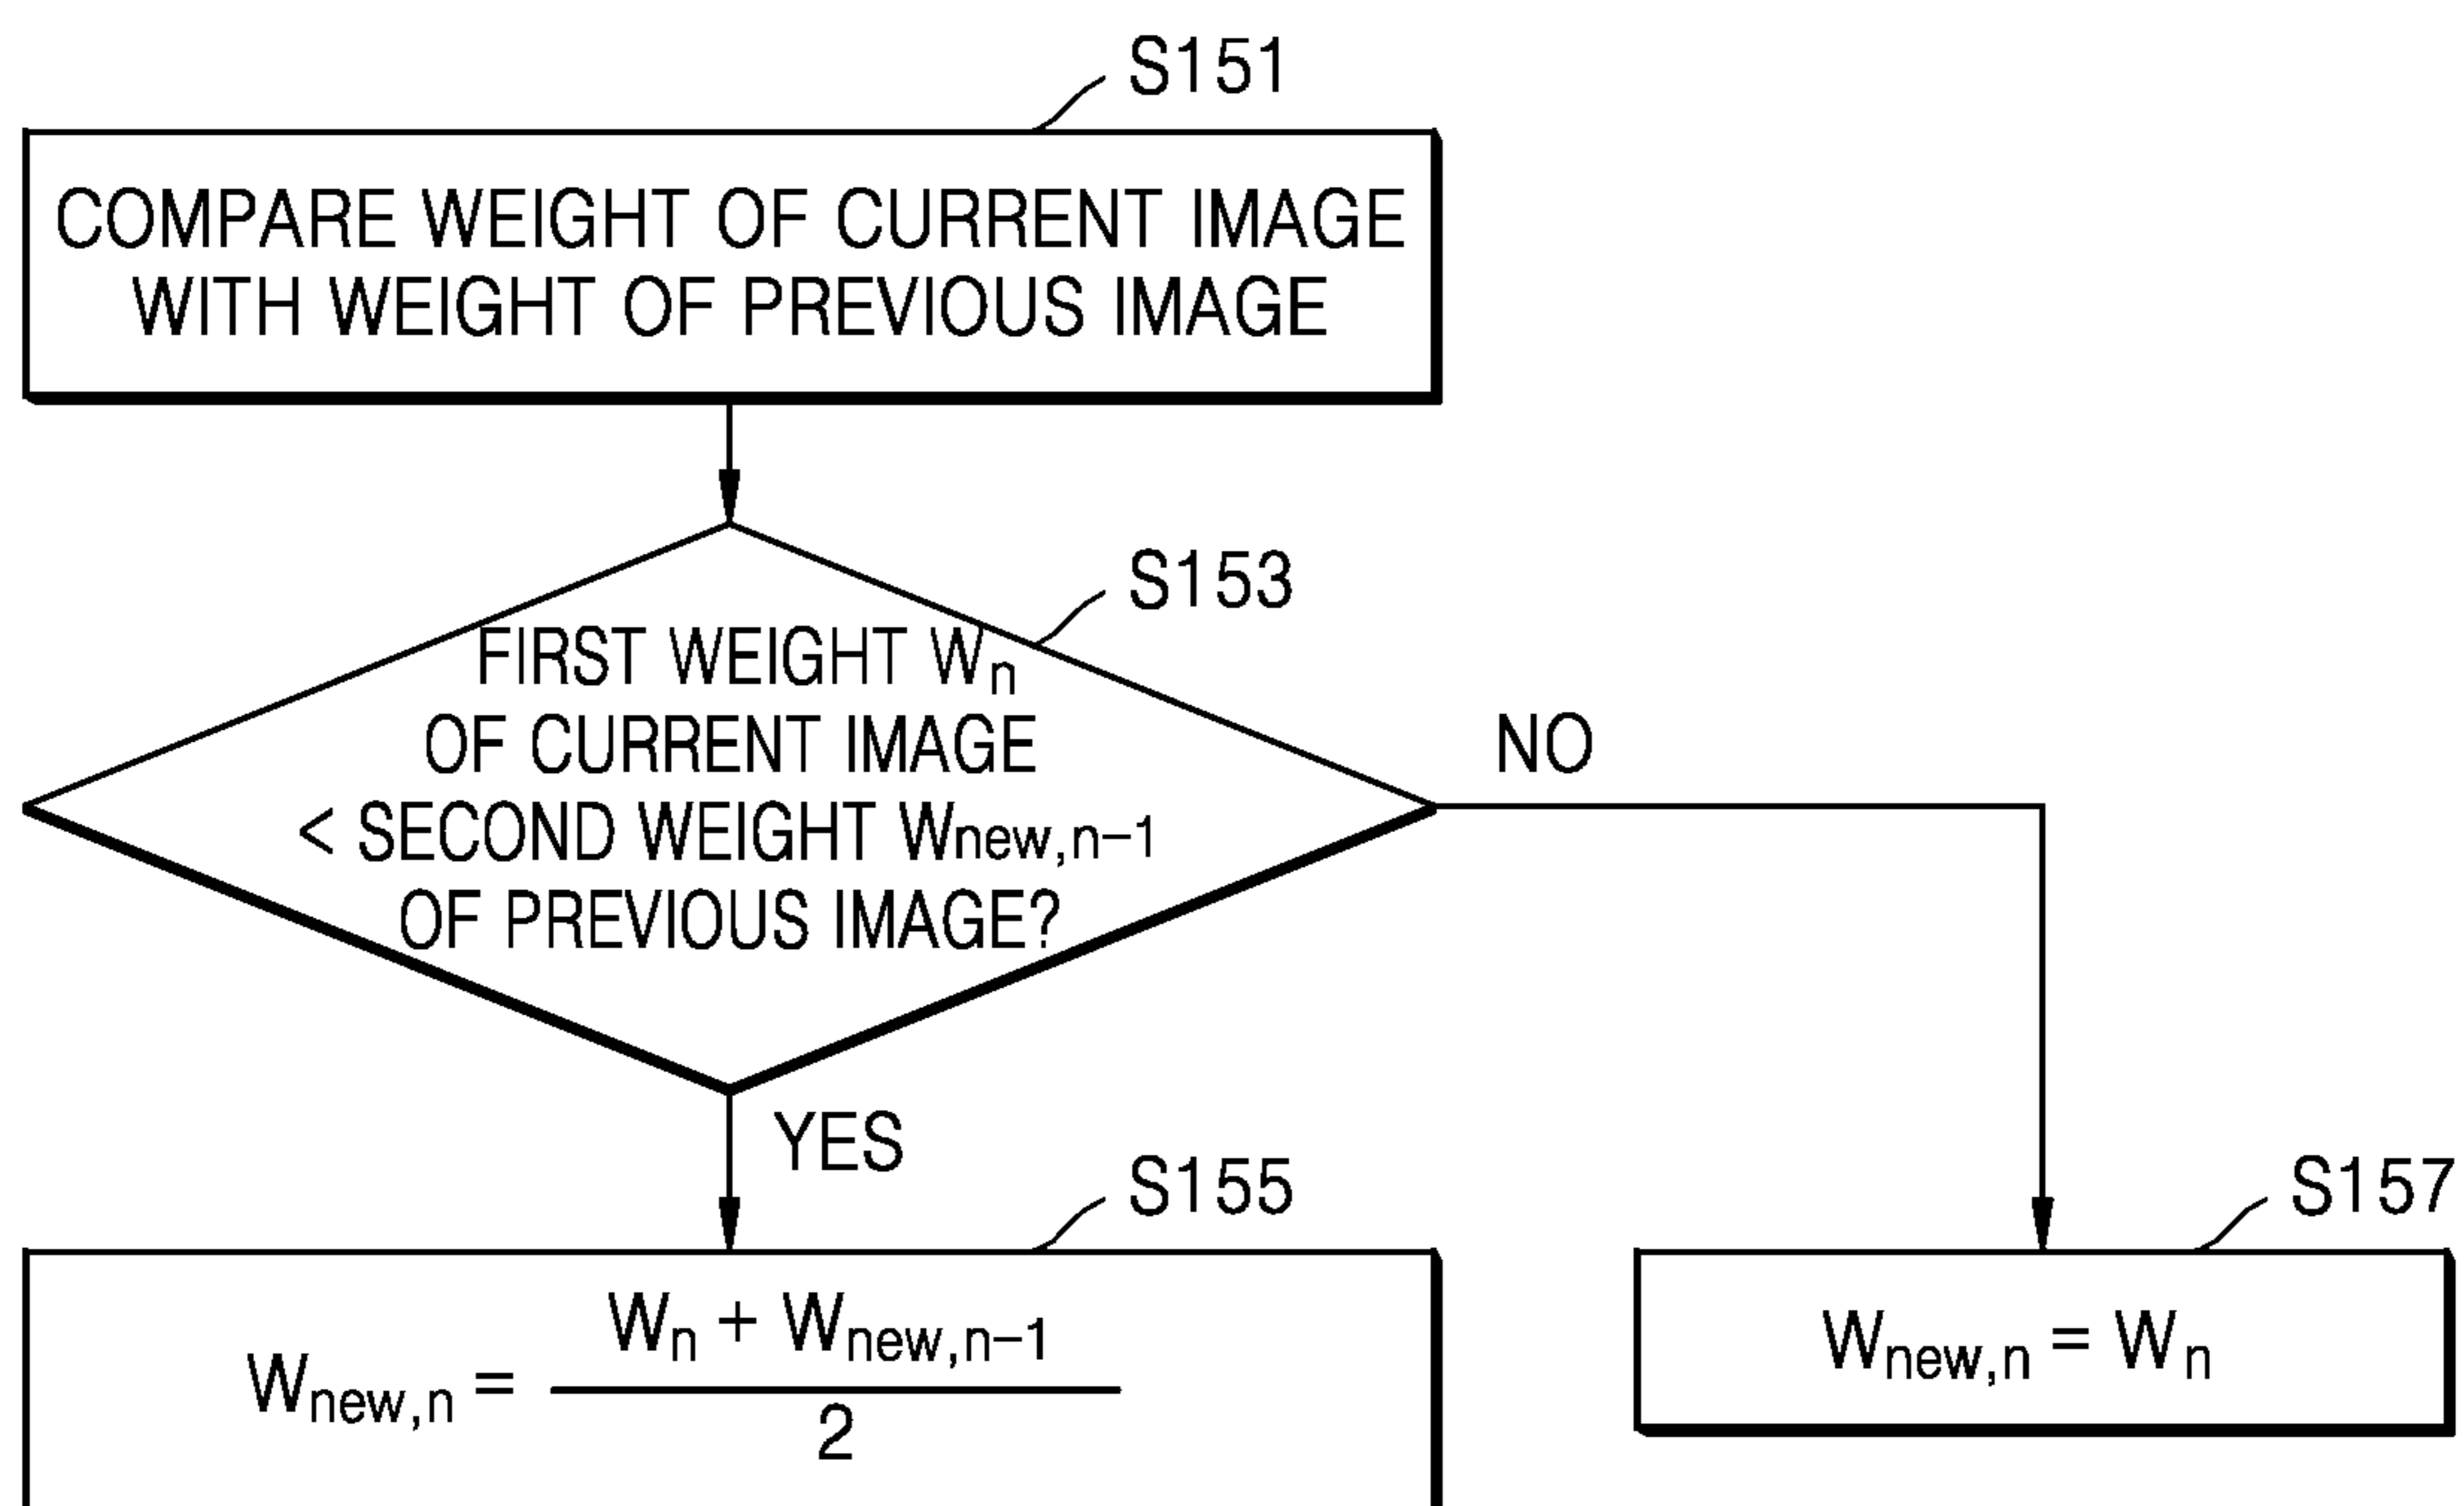 S151
COMPARE WEIGHT OF CURRENT IMAGE
WITH WEIGHT OF PREVIOUS IMAGE
S153
FIRST WEIGHT Wn
OF CURRENT IMAGE
< SECOND WEIGHT Wnew,n−1
OF PREVIOUS IMAGE?
NO
YES
S155
Wnew,n = (Wn + Wnew,n−1) / 2
S157
Wnew,n = Wn